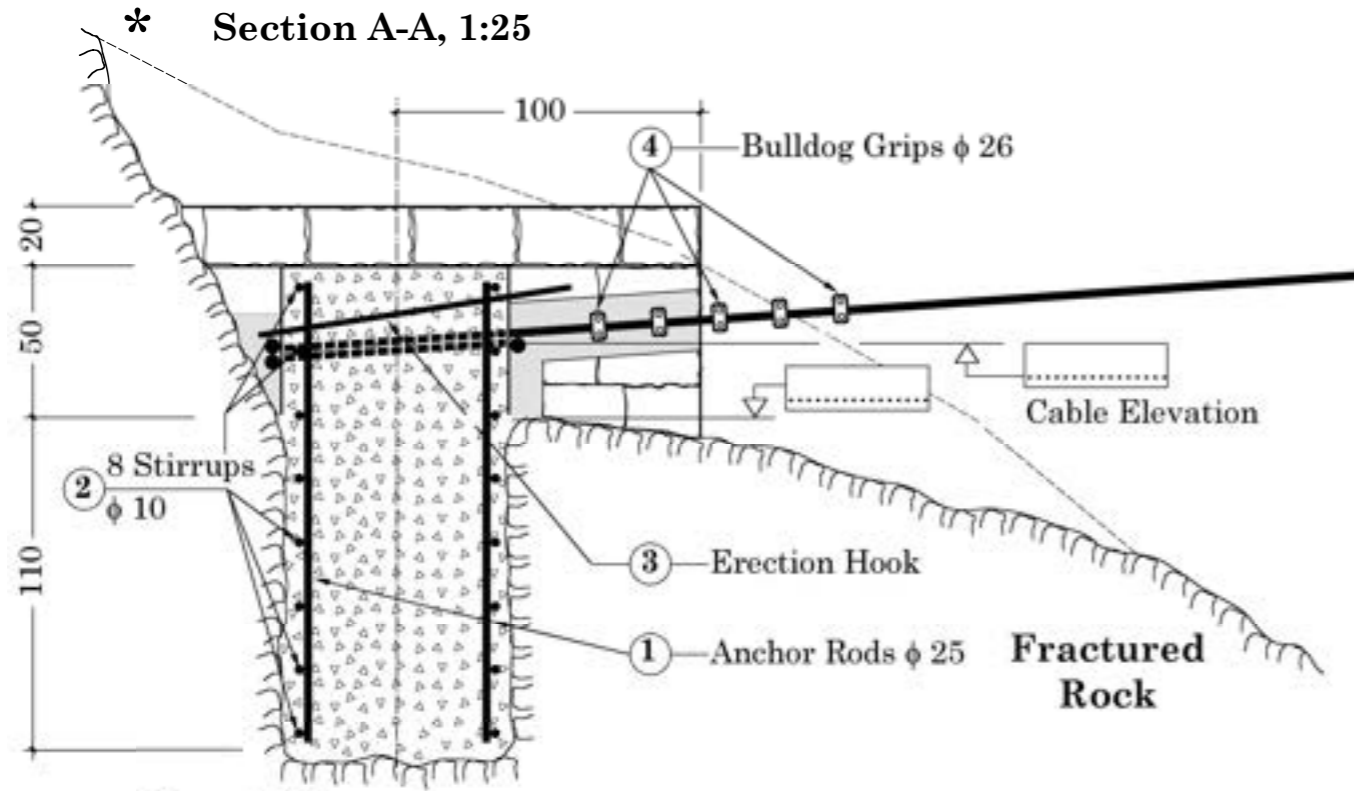 * Section A-A, 1:25
100
4 Bulldog Grips ϕ 26
20
50
Cable Elevation
8 Stirrups
2
ϕ 10
110
3 Erection Hook
1 Anchor Rods ϕ 25
Fractured
Rock